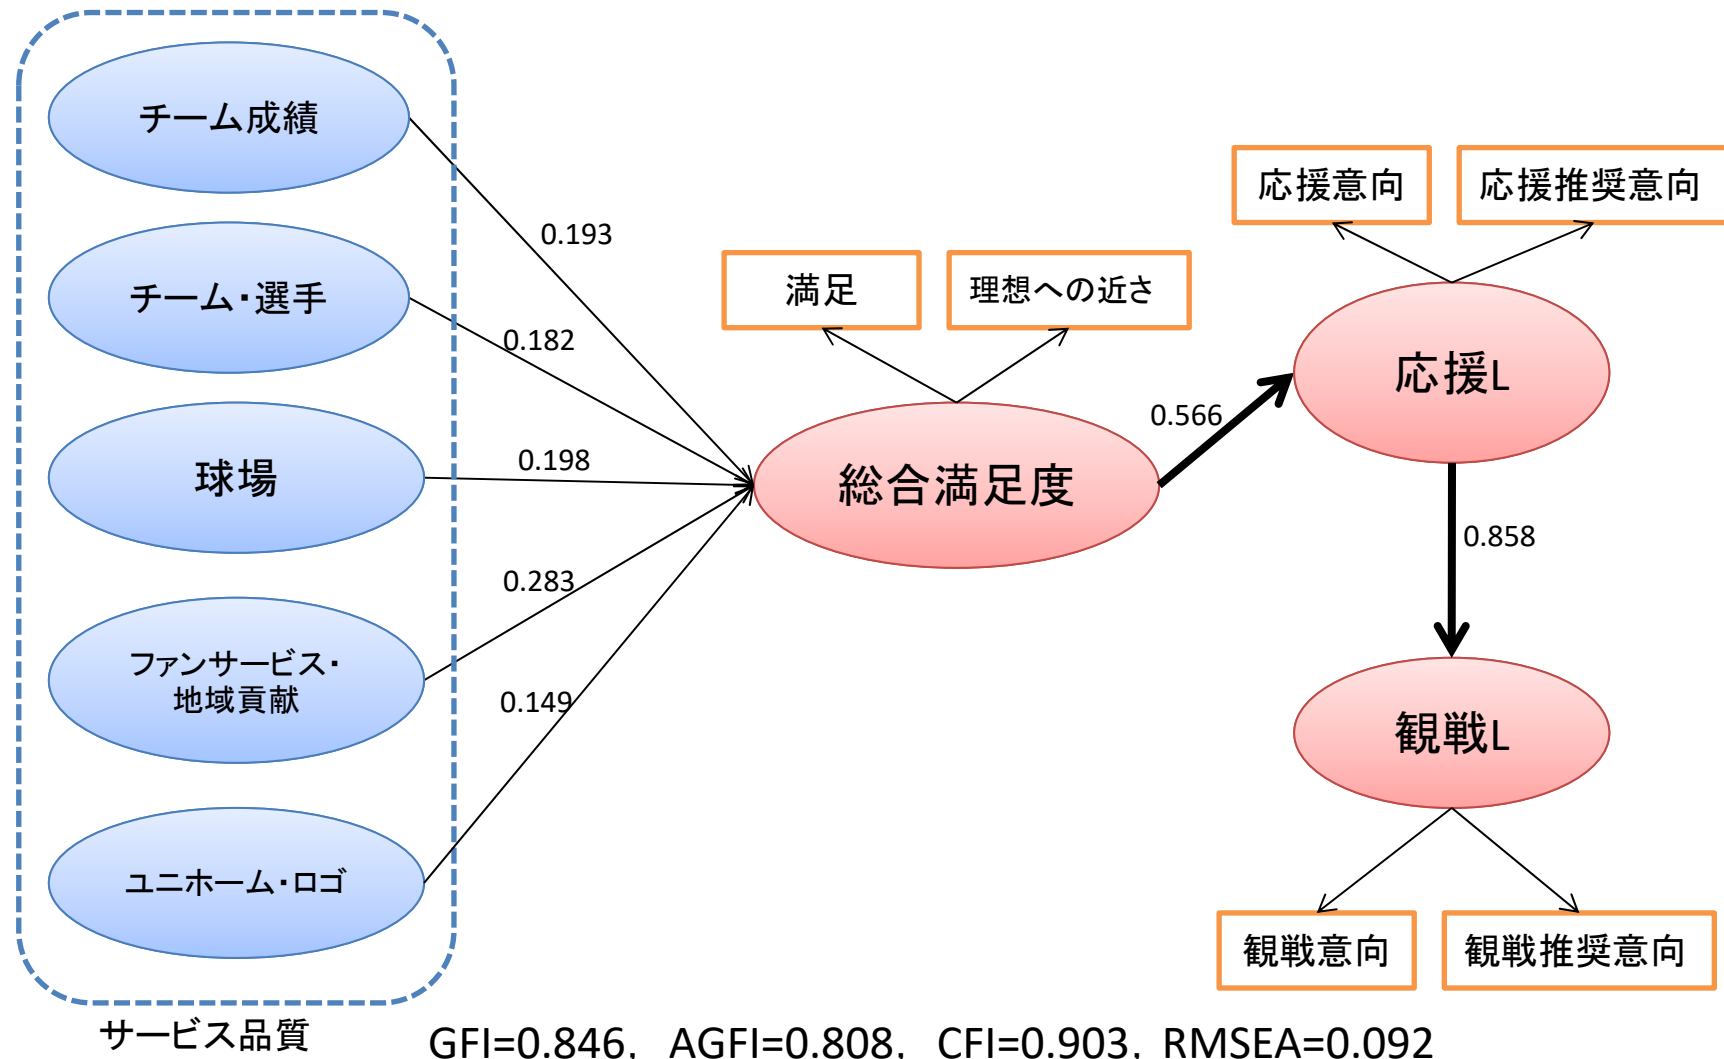 チーム成績
チーム・選手
球場
ファンサービス・
地域貢献
ユニホーム・ロゴ
サービス品質
0.193
0.182
0.198
0.283
0.149
満足
理想への近さ
総合満足度
0.566
応援意向
応援推奨意向
応援L
0.858
観戦L
観戦意向
観戦推奨意向
GFI=0.846, AGFI=0.808, CFI=0.903, RMSEA=0.092